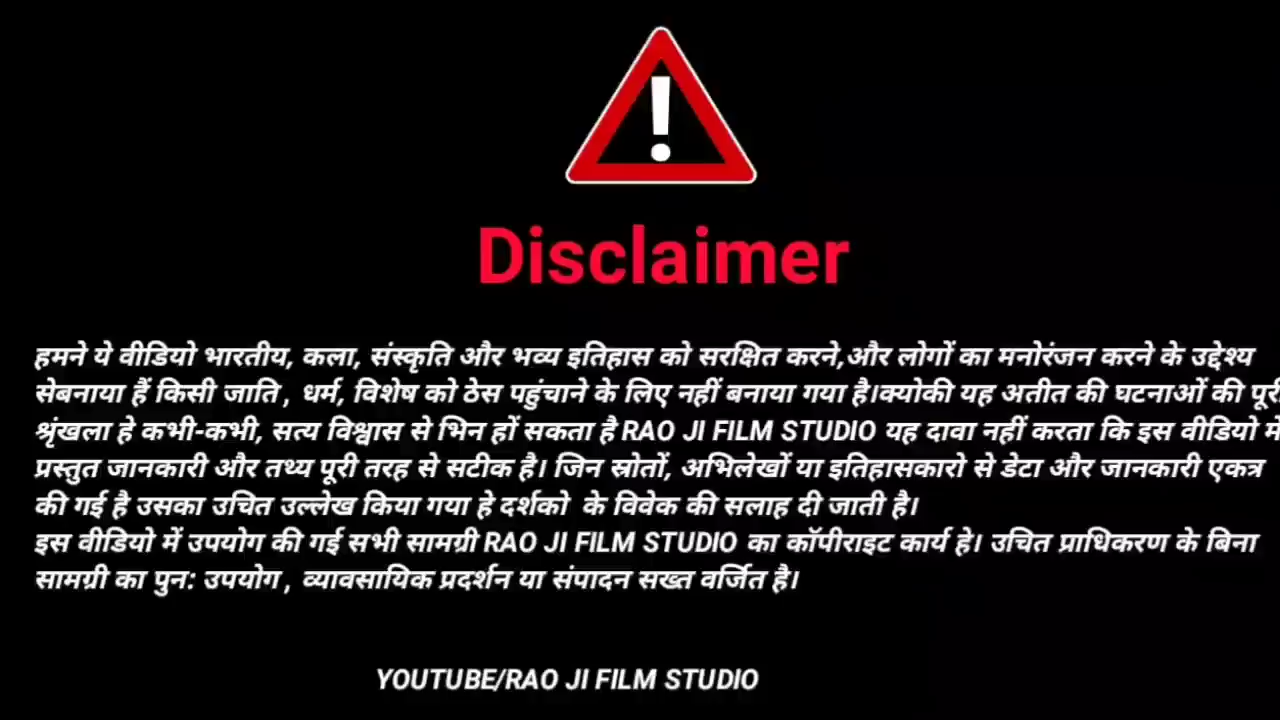 !
Disclaimer
हमने ये वीडियो भारतीय, कला, संस्कृति और भव्य इतिहास को सरक्षित करने,और लोगों का मनोरंजन करने के उद्देश्य
सेबनाया हैं किसी जाति , धर्म, विशेष को ठेस पहुंचाने के लिए नहीं बनाया गया है।क्योकी यह अतीत की घटनाओं की पूरी
श्रृंखला हे कभी-कभी, सत्य विश्वास से भिन हों सकता है RAO JI FILM STUDIO यह दावा नहीं करता कि इस वीडियो में
प्रस्तुत जानकारी और तथ्य पूरी तरह से सटीक है। जिन स्रोतों, अभिलेखों या इतिहासकारो से डेटा और जानकारी एकत्र
की गई है उसका उचित उल्लेख किया गया हे दर्शको के विवेक की सलाह दी जाती है।
इस वीडियो में उपयोग की गई सभी सामग्री RAO JI FILM STUDIO का कॉपीराइट कार्य हे। उचित प्राधिकरण के बिना
सामग्री का पुन: उपयोग , व्यावसायिक प्रदर्शन या संपादन सख्त वर्जित है।
YOUTUBE/RAO JI FILM STUDIO